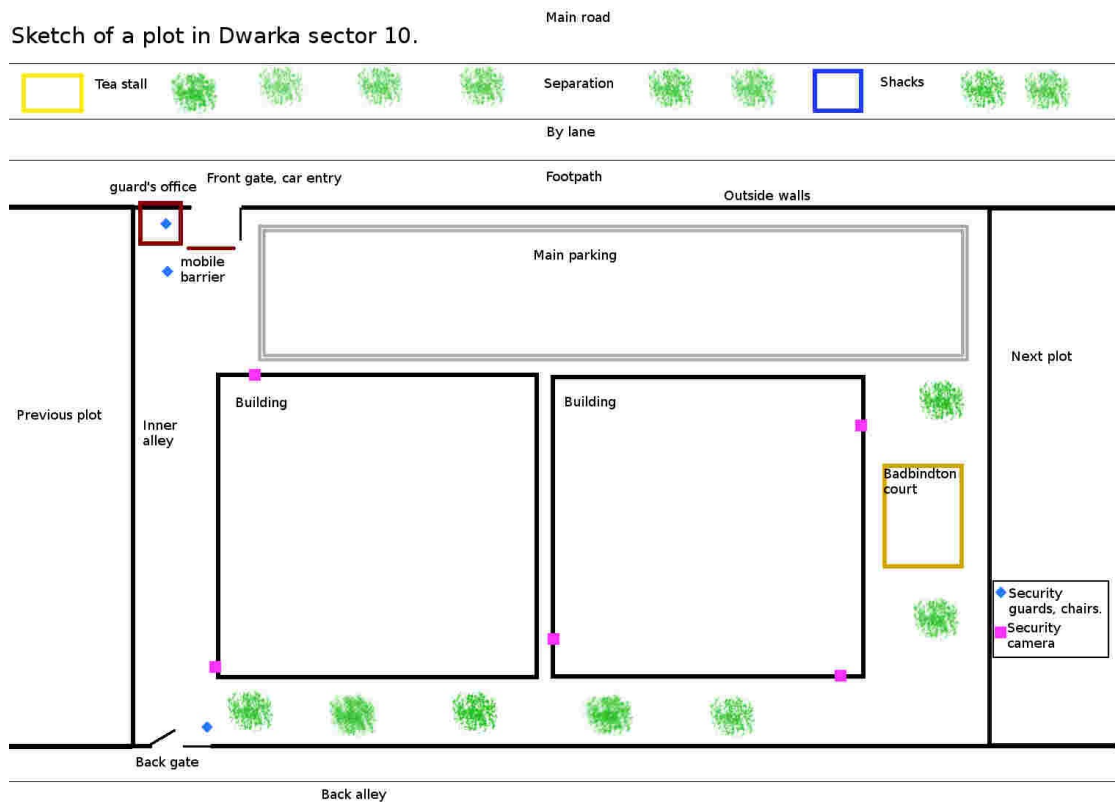 Main road
Sketch of a plot in Dwarka sector 10.
Tea stall
Separation
Shacks
By lane
Footpath
Front gate, car entry
guard's office
Outside walls
mobile
barrier
Main parking
Next plot
Previous plot
Inner
alley
Building
Building
Badbindton
court
Security
guards, chairs.
Security
camera
Back gate
Back alley